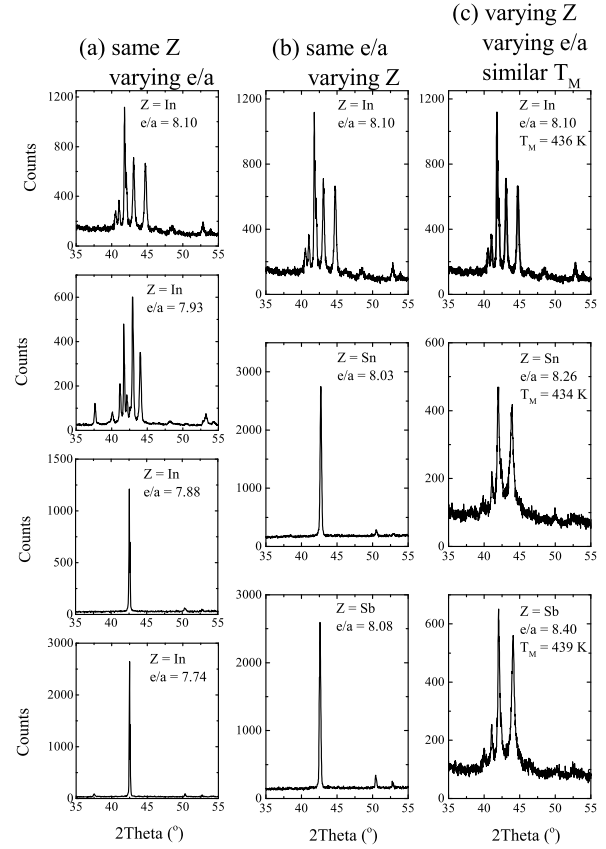 (a) same Z
varying e/a
(b) same e/a
varying Z
(c) varying Z
varying e/a
similar T_M
1200
800
400
0
35 40 45 50 55
Counts
Z = In
e/a = 8.10
600
400
200
0
35 40 45 50 55
Counts
Z = In
e/a = 7.93
1500
1000
500
0
35 40 45 50 55
Counts
Z = In
e/a = 7.88
3000
2000
1000
0
35 40 45 50 55
Counts
Z = In
e/a = 7.74
2Theta (°)
1200
800
400
0
35 40 45 50 55
Z = In
e/a = 8.10
3000
2000
1000
0
35 40 45 50 55
Z = Sn
e/a = 8.03
3000
2000
1000
0
35 40 45 50 55
Z = Sb
e/a = 8.08
2Theta (°)
1200
800
400
0
35 40 45 50 55
Z = In
e/a = 8.10
T_M = 436 K
600
400
200
0
35 40 45 50 55
Z = Sn
e/a = 8.26
T_M = 434 K
600
400
200
0
35 40 45 50 55
Z = Sb
e/a = 8.40
T_M = 439 K
2Theta (°)